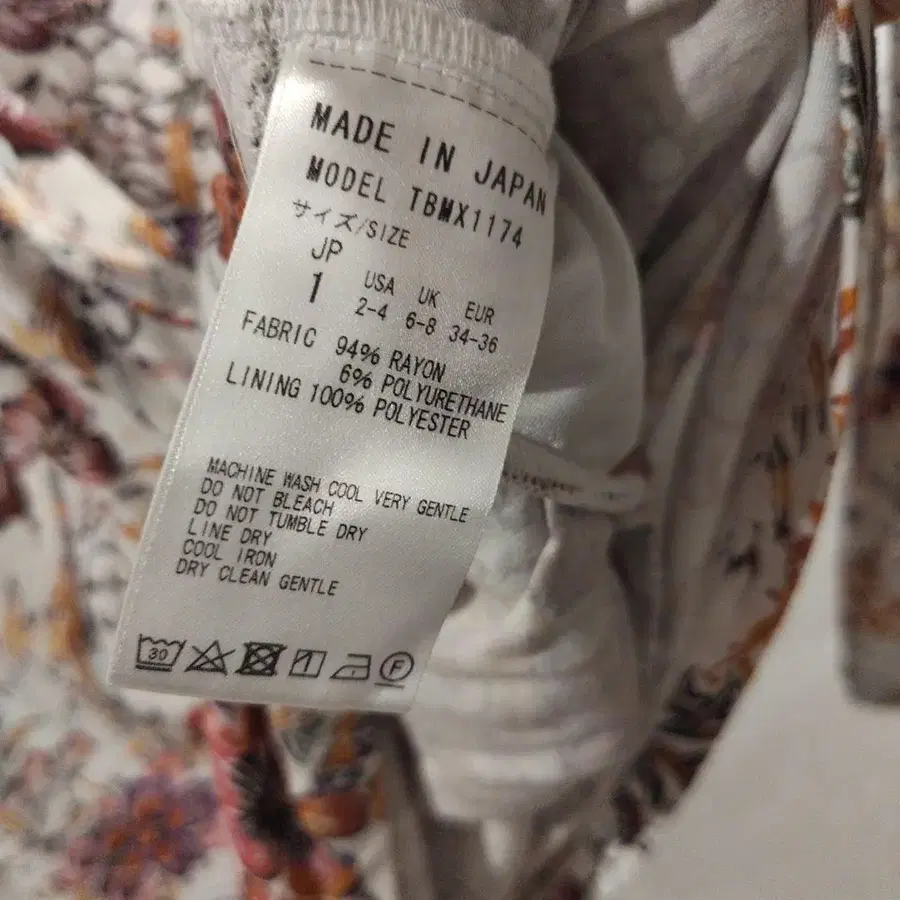 MADE IN JAPAN
MODEL TBMX1174
サイズ/SIZE
JP USA UK EUR
1 2-4 6-8 34-36
FABRIC 94% RAYON
6% POLYURETHANE
LINING 100% POLYESTER
MACHINE WASH COOL VERY GENTLE
DO NOT BLEACH
DO NOT TUMBLE DRY
LINE DRY
COOL IRON
DRY CLEAN GENTLE
30 F